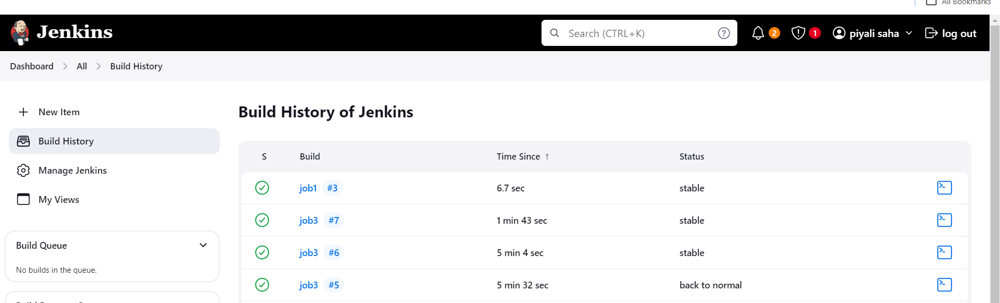 All Bookmarks
Jenkins
Search (CTRL+K)
?
2
1
piyali saha
log out
Dashboard > All > Build History
New Item
Build History
Manage Jenkins
My Views
Build Queue
No builds in the queue.
Build History of Jenkins
S Build Time Since ↑ Status
job1 #3 6.7 sec stable
job3 #7 1 min 43 sec stable
job3 #6 5 min 4 sec stable
job3 #5 5 min 32 sec back to normal